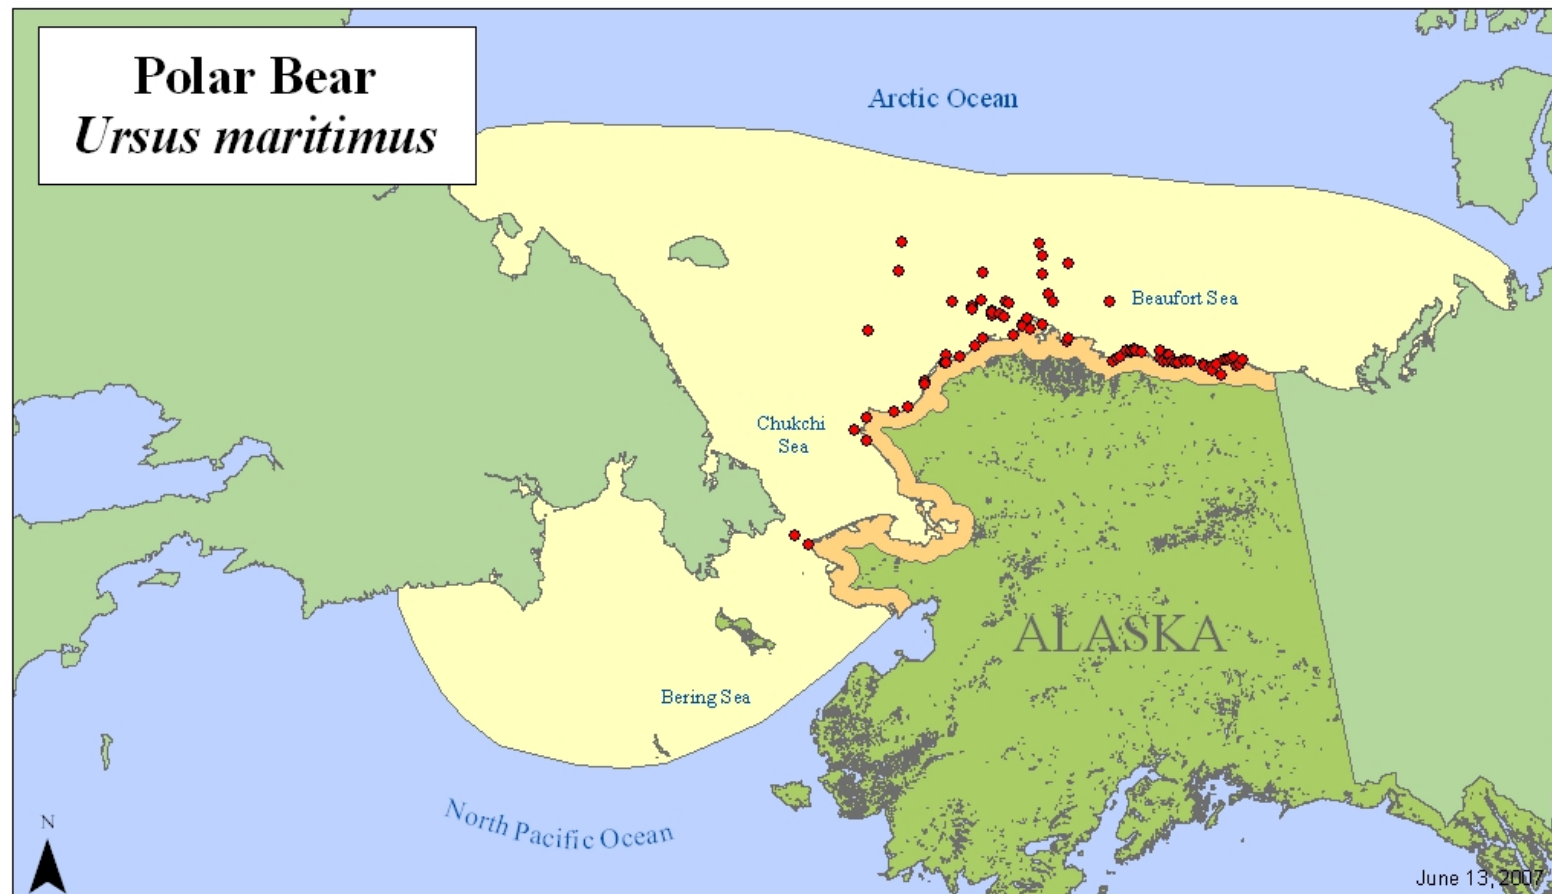 Polar Bear
Ursus maritimus
Arctic Ocean
Beaufort Sea
Chukchi
Sea
ALASKA
Bering Sea
North Pacific Ocean
N
June 13, 2007